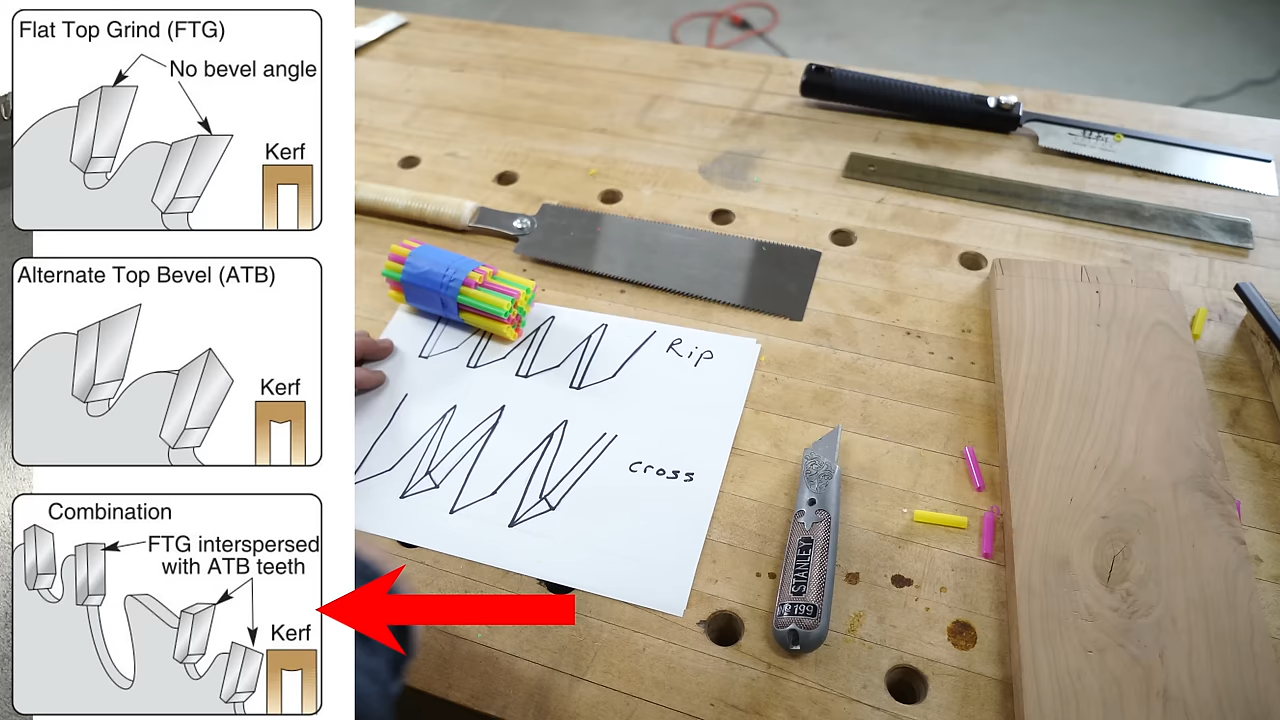 Flat Top Grind (FTG)
No bevel angle
Kerf
Alternate Top Bevel (ATB)
Kerf
Combination
FTG interspersed
with ATB teeth
Kerf
Rip
Cross
STANLEY
Nº 199